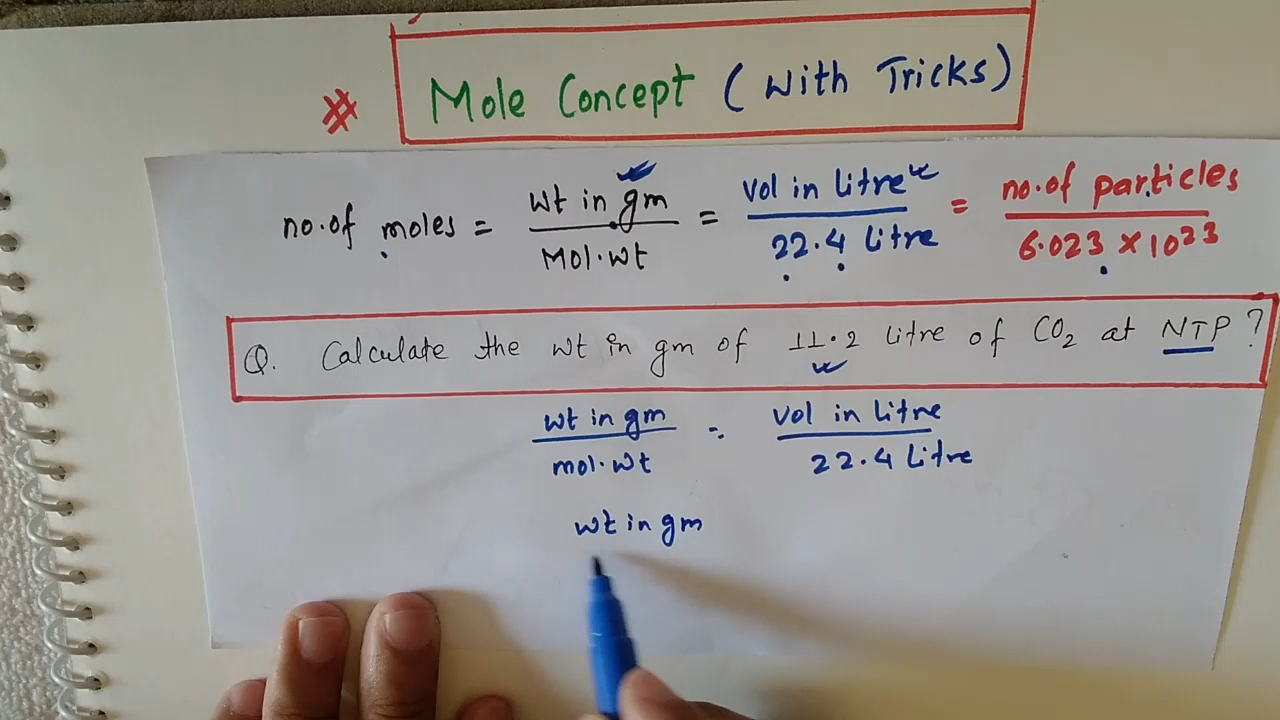 # Mole Concept (With Tricks)
no.of moles = wt in gm / Mol.wt = vol in Litre / 22.4 Litre = no.of particles / 6.023 × 10²³
Q. Calculate the wt in gm of 11.2 litre of CO₂ at NTP?
wt in gm / mol.wt = vol in Litre / 22.4 Litre
wt in gm